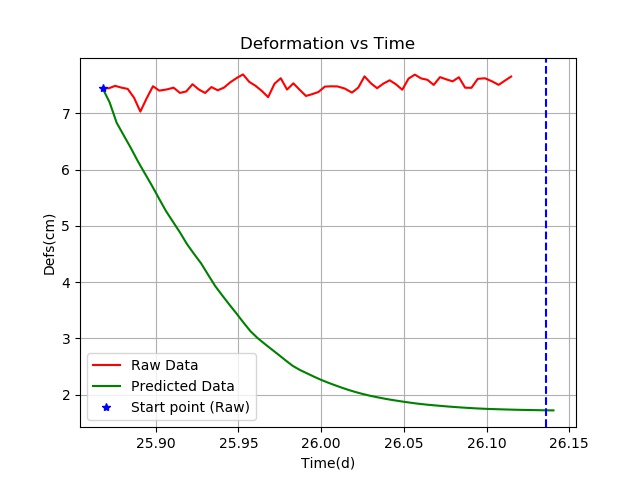 Deformation vs Time
Defs(cm)
7
6
5
4
3
2
Raw Data
Predicted Data
Start point (Raw)
25.90 25.95 26.00 26.05 26.10 26.15
Time(d)